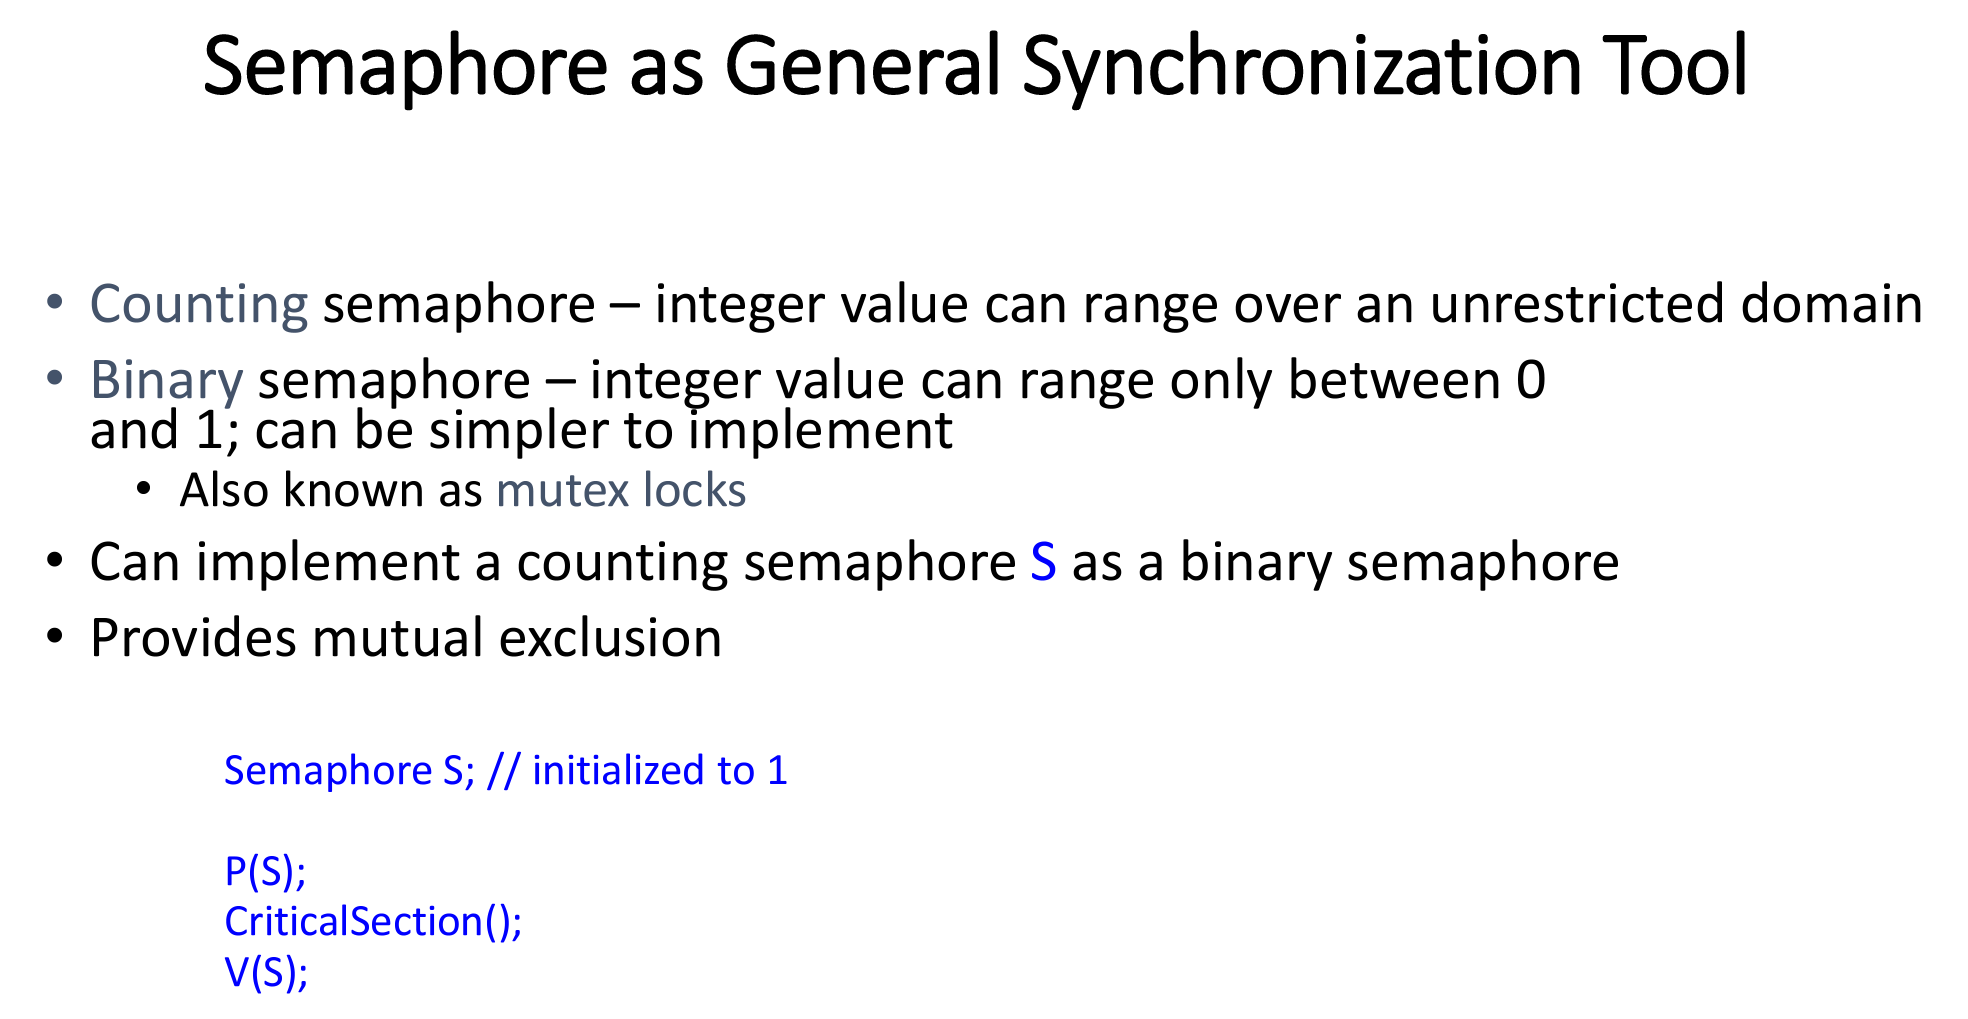 Semaphore as General Synchronization Tool
• Counting semaphore – integer value can range over an unrestricted domain
• Binary semaphore – integer value can range only between 0
and 1; can be simpler to implement
• Also known as mutex locks
• Can implement a counting semaphore S as a binary semaphore
• Provides mutual exclusion
Semaphore S; // initialized to 1
P(S);
CriticalSection();
V(S);